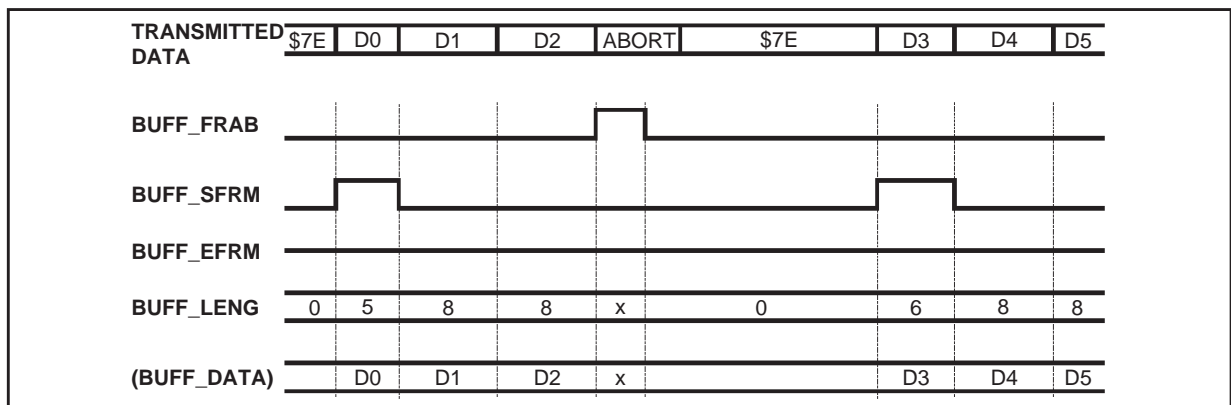 TRANSMITTED DATA $7E D0 D1 D2 ABORT $7E D3 D4 D5
BUFF_FRAB
BUFF_SFRM
BUFF_EFRM
BUFF_LENG 0 5 8 8 x 0 6 8 8
(BUFF_DATA) D0 D1 D2 x D3 D4 D5